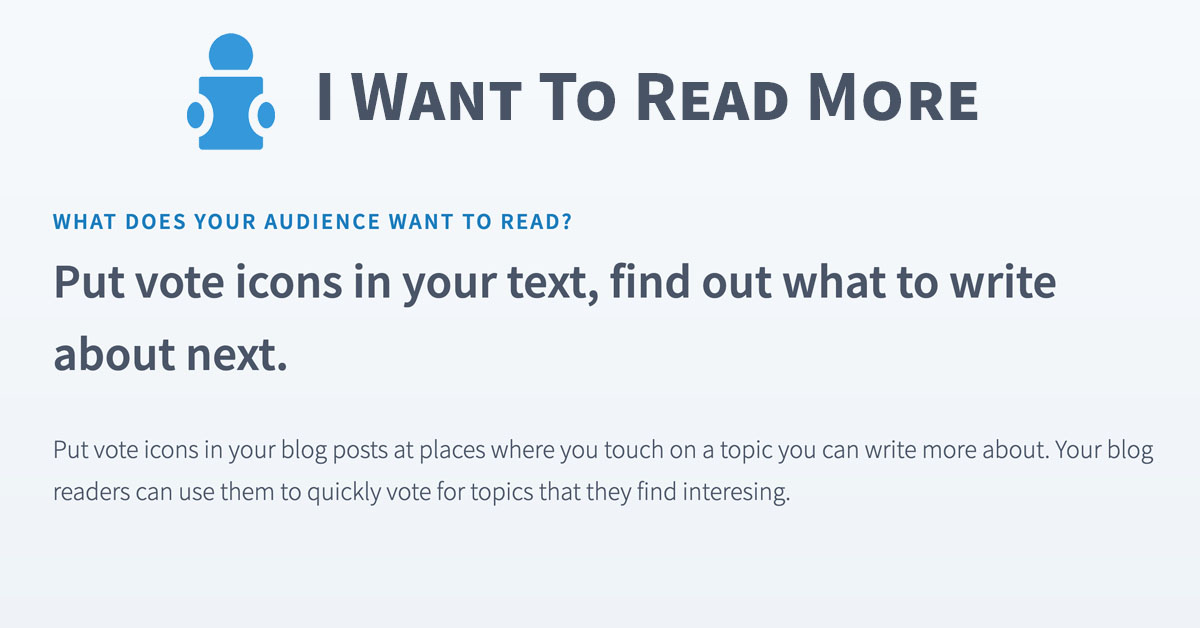 I Want To Read More
WHAT DOES YOUR AUDIENCE WANT TO READ?
Put vote icons in your text, find out what to write
about next.
Put vote icons in your blog posts at places where you touch on a topic you can write more about. Your blog
readers can use them to quickly vote for topics that they find interesing.